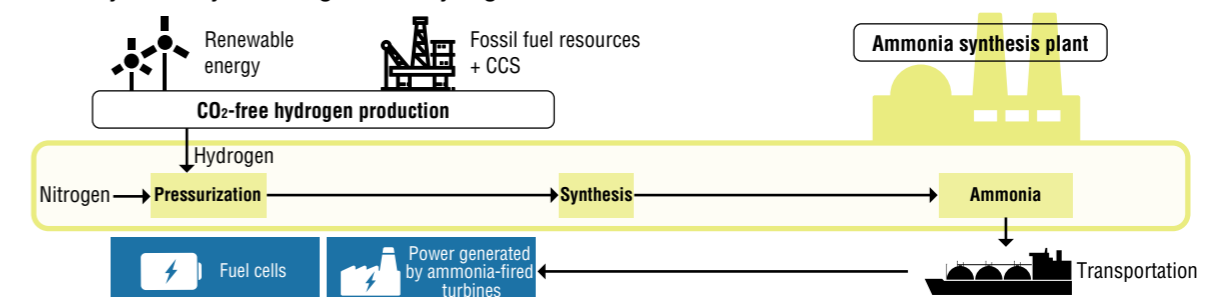 Renewable
energy
Fossil fuel resources
+ CCS
Ammonia synthesis plant
CO₂-free hydrogen production
Hydrogen
Nitrogen
Pressurization
Synthesis
Ammonia
Fuel cells
Power generated
by ammonia-fired
turbines
Transportation